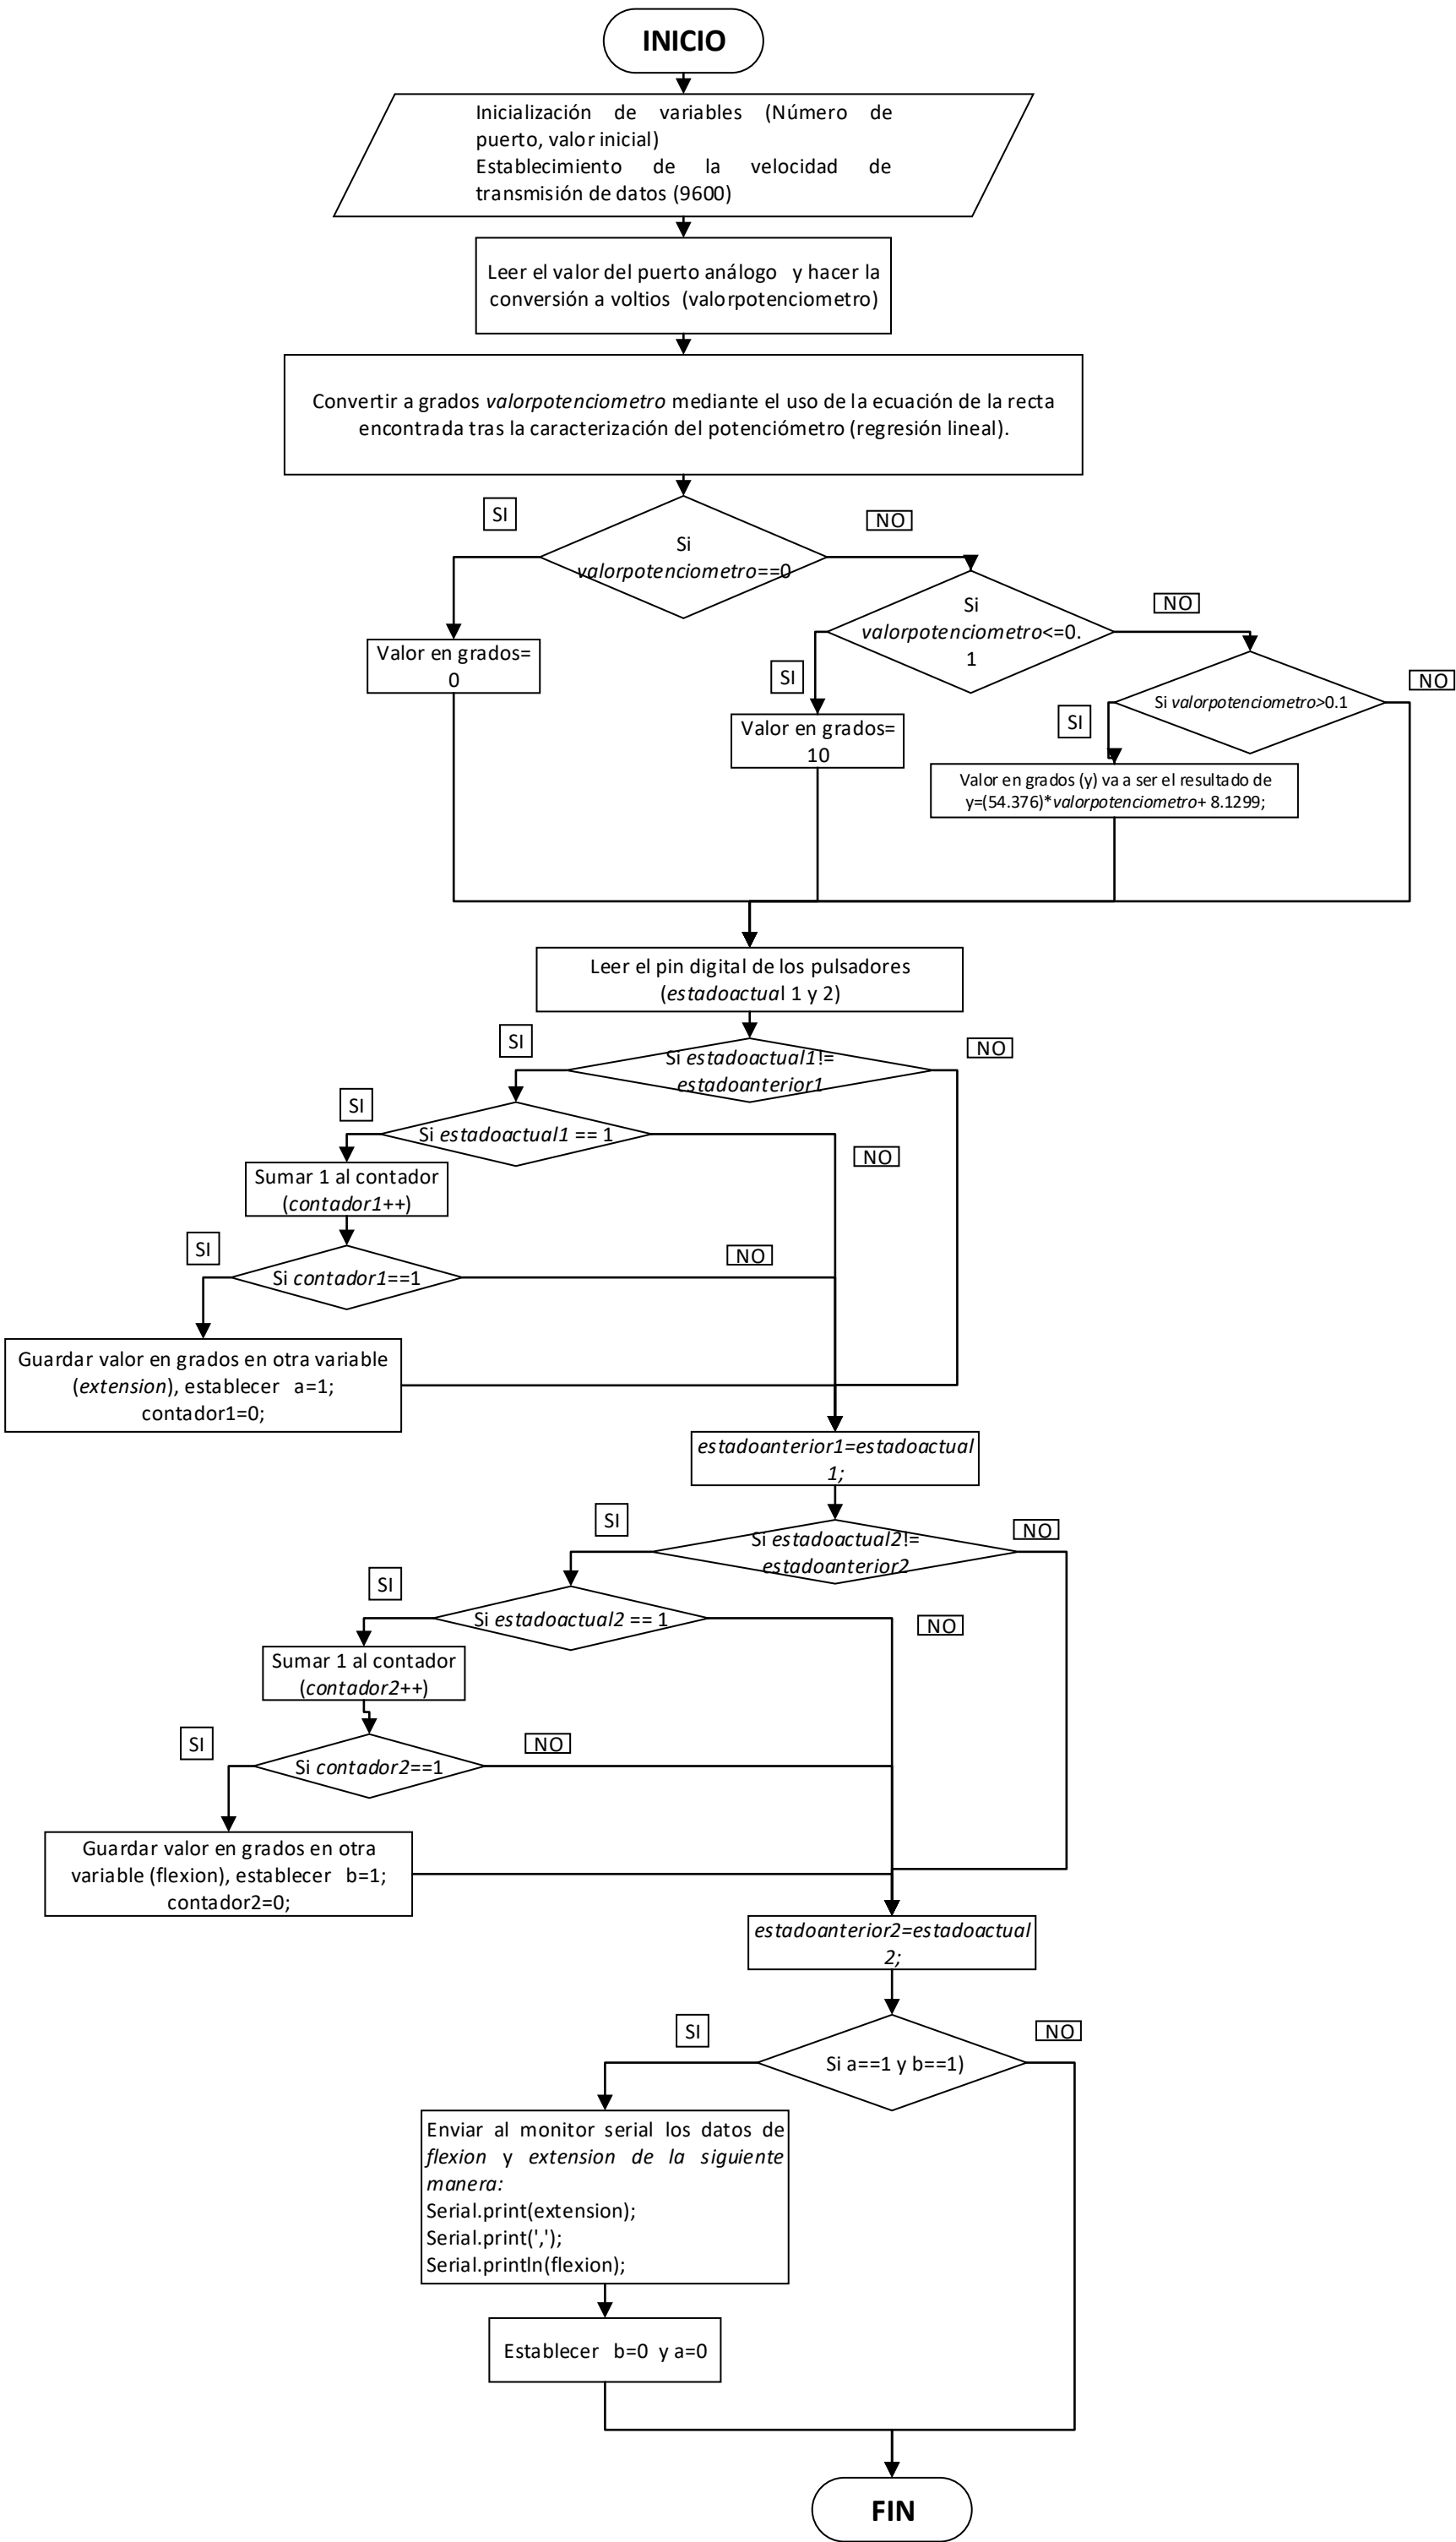 INICIO
Inicialización de variables (Número de
puerto, valor inicial)
Establecimiento de la velocidad de
transmisión de datos (9600)
Leer el valor del puerto análogo y hacer la
conversión a voltios (valorpotenciometro)
Convertir a grados valorpotenciometro mediante el uso de la ecuación de la recta
encontrada tras la caracterización del potenciómetro (regresión lineal).
SI
NO
Si
valorpotenciometro==0
NO
Si
valorpotenciometro<=0.
1
Valor en grados=
0
SI
NO
Si valorpotenciometro>0.1
SI
Valor en grados=
10
Valor en grados (y) va a ser el resultado de
y=(54.376)*valorpotenciometro+ 8.1299;
Leer el pin digital de los pulsadores
(estadoactual 1 y 2)
SI
NO
Si estadoactual1!=
estadoanterior1
SI
Si estadoactual1 == 1
NO
Sumar 1 al contador
(contador1++)
SI
NO
Si contador1==1
Guardar valor en grados en otra variable
(extension), establecer a=1;
contador1=0;
estadoanterior1=estadoactual
1;
SI
NO
Si estadoactual2!=
estadoanterior2
SI
Si estadoactual2 == 1
NO
Sumar 1 al contador
(contador2++)
SI
NO
Si contador2==1
Guardar valor en grados en otra
variable (flexion), establecer b=1;
contador2=0;
estadoanterior2=estadoactual
2;
SI
NO
Si a==1 y b==1)
Enviar al monitor serial los datos de
flexion y extension de la siguiente
manera:
Serial.print(extension);
Serial.print(',');
Serial.println(flexion);
Establecer b=0 y a=0
FIN